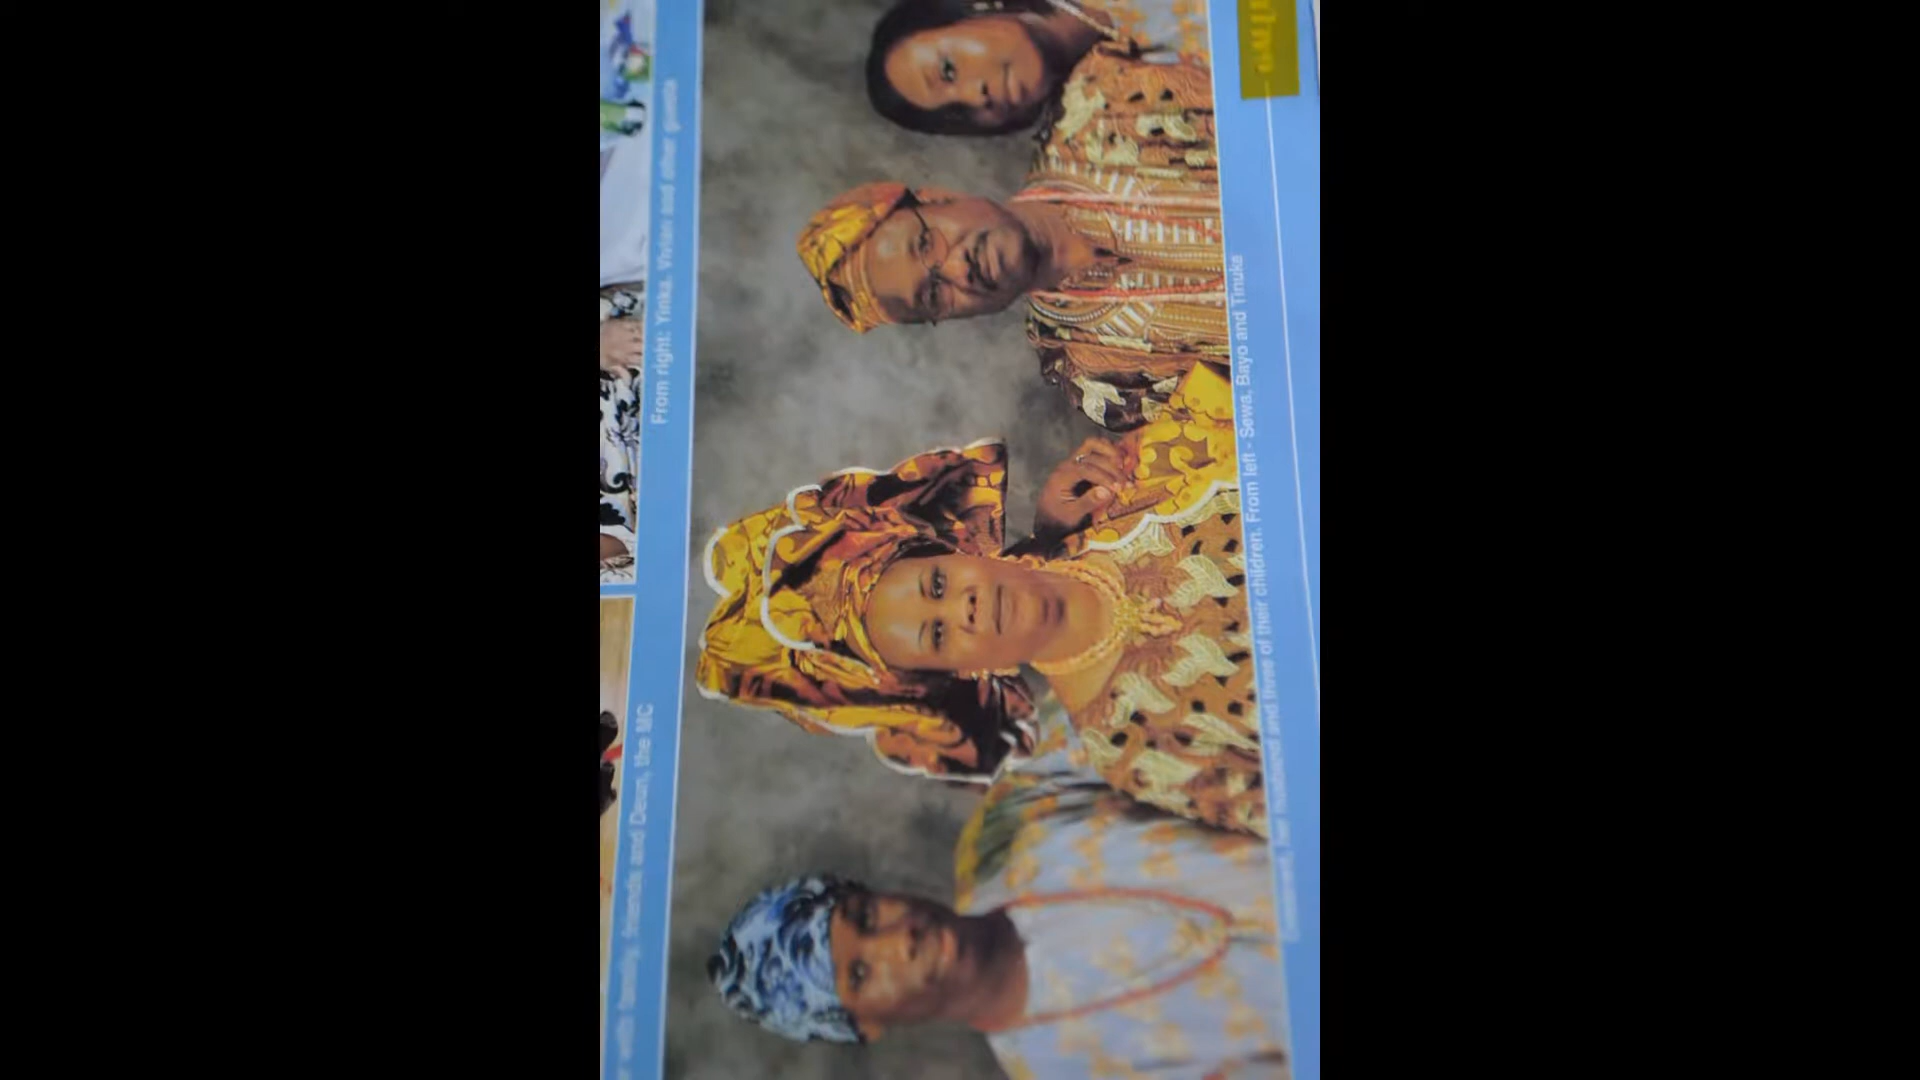 From right: Yinka, Vivian and other guests
with family, friends and Deun, the MC
her husband and three of their children. From left - Sewa, Bayo and Tinuke